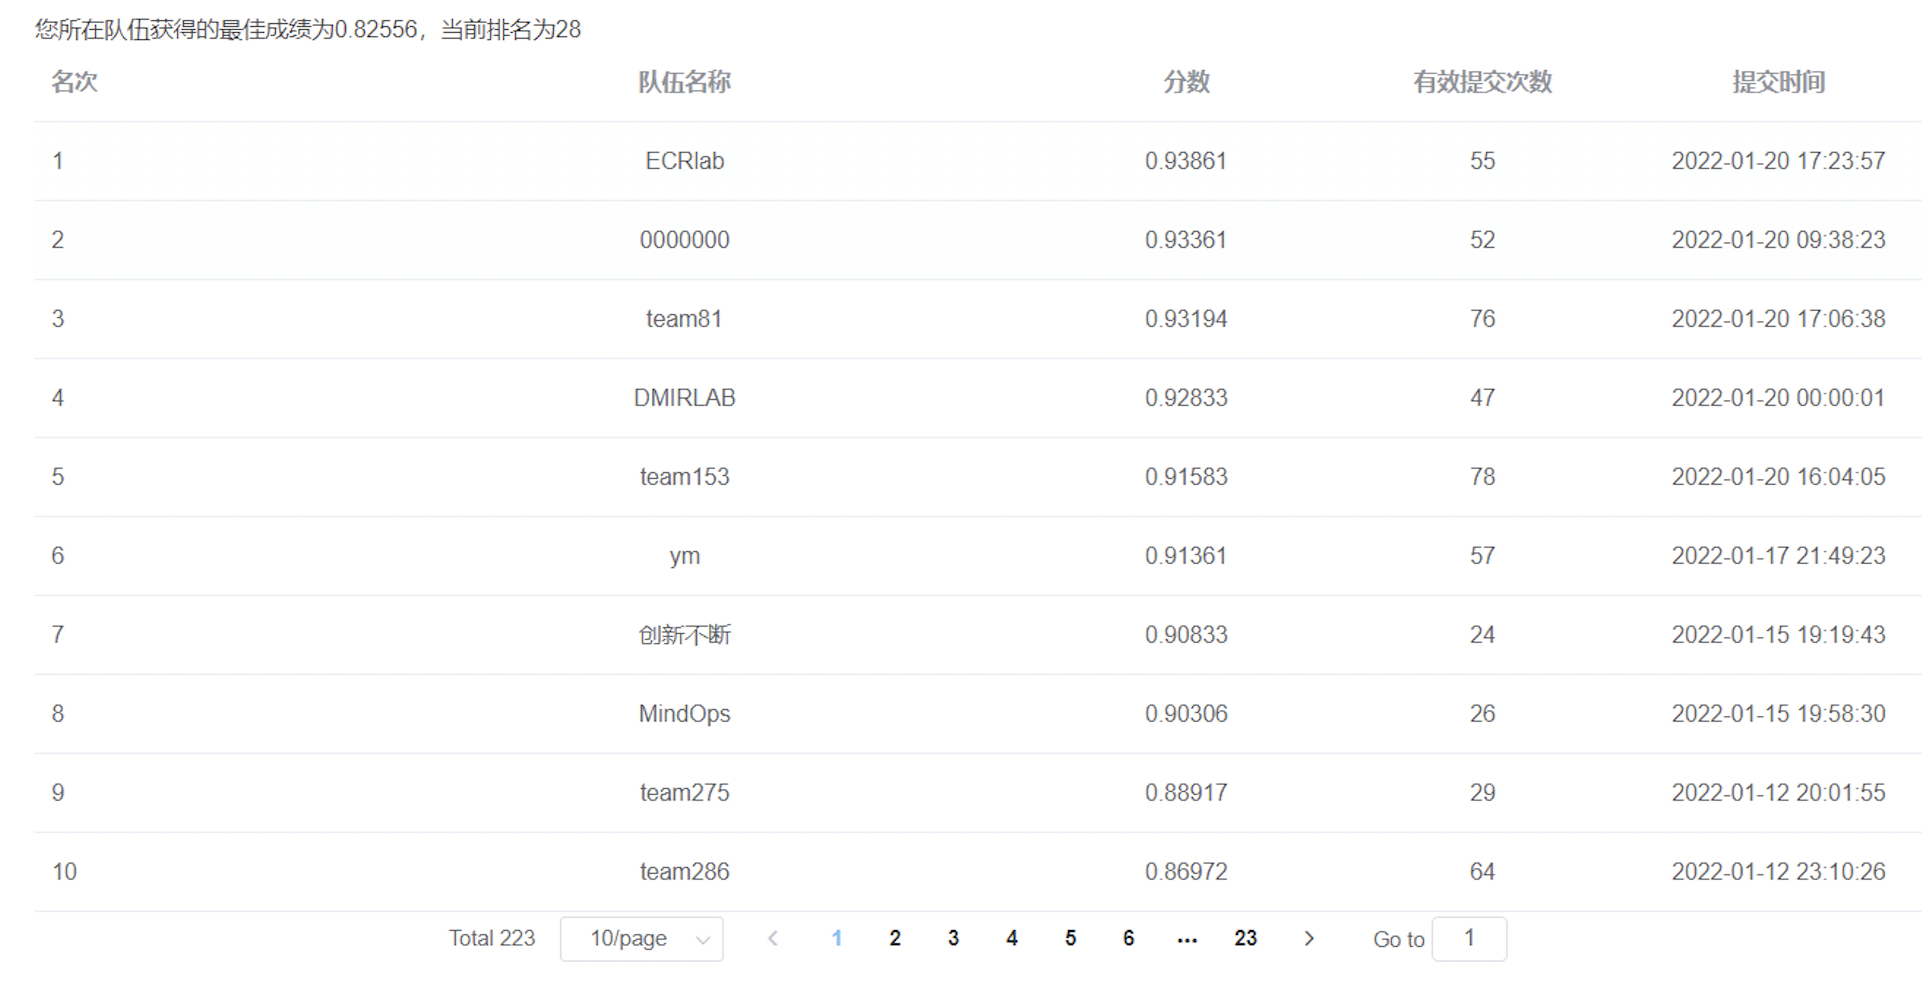 您所在队伍获得的最佳成绩为0.82556，当前排名为28
名次 队伍名称 分数 有效提交次数 提交时间
1 ECRlab 0.93861 55 2022-01-20 17:23:57
2 0000000 0.93361 52 2022-01-20 09:38:23
3 team81 0.93194 76 2022-01-20 17:06:38
4 DMIRLAB 0.92833 47 2022-01-20 00:00:01
5 team153 0.91583 78 2022-01-20 16:04:05
6 ym 0.91361 57 2022-01-17 21:49:23
7 创新不断 0.90833 24 2022-01-15 19:19:43
8 MindOps 0.90306 26 2022-01-15 19:58:30
9 team275 0.88917 29 2022-01-12 20:01:55
10 team286 0.86972 64 2022-01-12 23:10:26
Total 223 10/page 1 2 3 4 5 6 ... 23 Go to 1